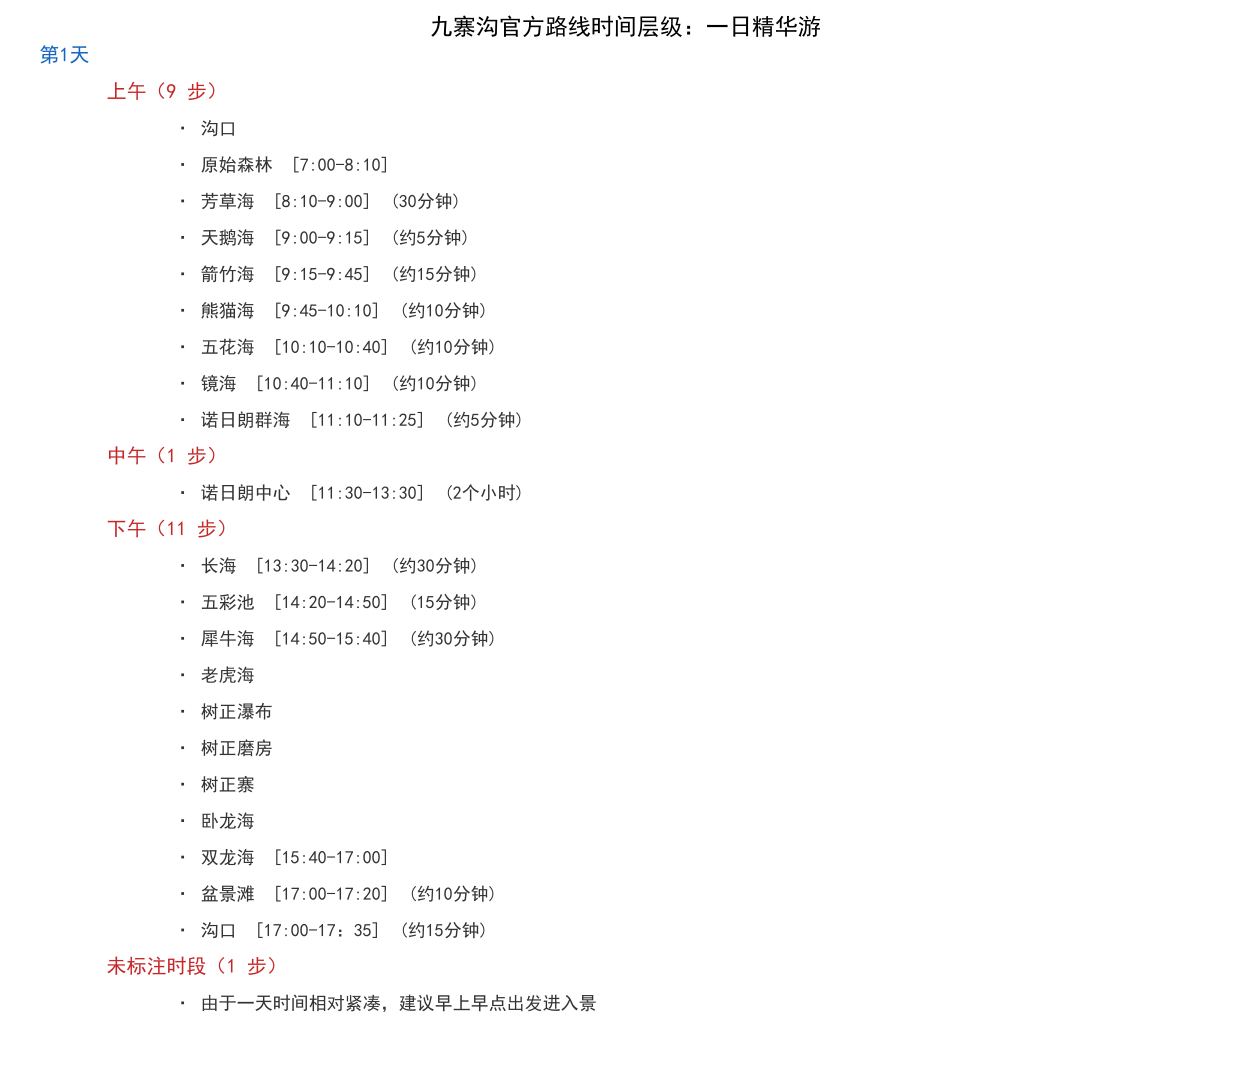 九寨沟官方路线时间层级：一日精华游
第1天
上午（9 步）
· 沟口
· 原始森林 [7:00-8:10]
· 芳草海 [8:10-9:00] （30分钟）
· 天鹅海 [9:00-9:15] （约5分钟）
· 箭竹海 [9:15-9:45] （约15分钟）
· 熊猫海 [9:45-10:10] （约10分钟）
· 五花海 [10:10-10:40] （约10分钟）
· 镜海 [10:40-11:10] （约10分钟）
· 诺日朗群海 [11:10-11:25] （约5分钟）
中午（1 步）
· 诺日朗中心 [11:30-13:30] （2个小时）
下午（11 步）
· 长海 [13:30-14:20] （约30分钟）
· 五彩池 [14:20-14:50] （15分钟）
· 犀牛海 [14:50-15:40] （约30分钟）
· 老虎海
· 树正瀑布
· 树正磨房
· 树正寨
· 卧龙海
· 双龙海 [15:40-17:00]
· 盆景滩 [17:00-17:20] （约10分钟）
· 沟口 [17:00-17：35] （约15分钟）
未标注时段（1 步）
· 由于一天时间相对紧凑，建议早上早点出发进入景